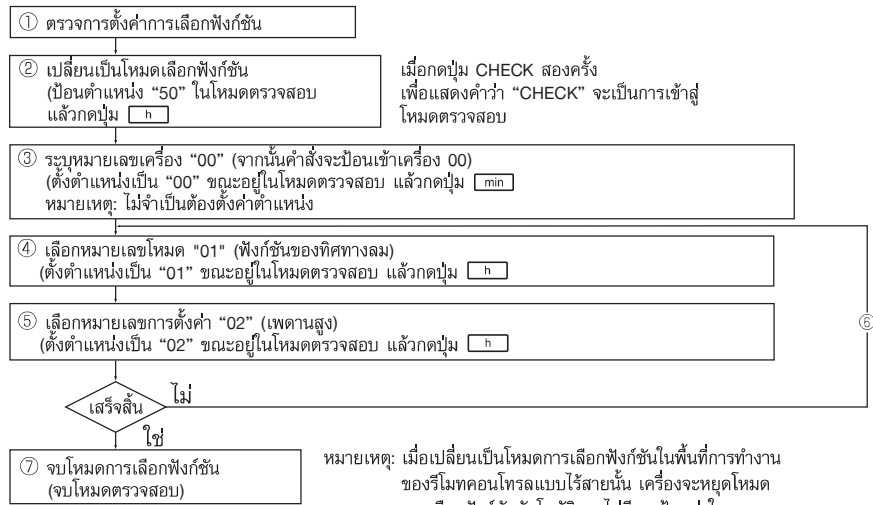 ① ตรวจการตั้งค่าการเลือกฟังก์ชัน
② เปลี่ยนเป็นโหมดเลือกฟังก์ชัน
(ป้อนตำแหน่ง “50” ในโหมดตรวจสอบ
แล้วกดปุ่ม h
เมื่อกดปุ่ม CHECK สองครั้ง
เพื่อแสดงคำว่า “CHECK” จะเป็นการเข้าสู่
โหมดตรวจสอบ
③ ระบุหมายเลขเครื่อง “00” (จากนั้นคำสั่งจะป้อนเข้าเครื่อง 00)
(ตั้งตำแหน่งเป็น “00” ขณะอยู่ในโหมดตรวจสอบ แล้วกดปุ่ม min
หมายเหตุ: ไม่จำเป็นต้องตั้งค่าตำแหน่ง
④ เลือกหมายเลขโหมด "01" (ฟังก์ชันของทิศทางลม)
(ตั้งตำแหน่งเป็น “01” ขณะอยู่ในโหมดตรวจสอบ แล้วกดปุ่ม h
⑤ เลือกหมายเลขการตั้งค่า “02” (เพดานสูง)
(ตั้งตำแหน่งเป็น “02” ขณะอยู่ในโหมดตรวจสอบ แล้วกดปุ่ม h
⑥
เสร็จสิ้น
ไม่
ใช่
⑦ จบโหมดการเลือกฟังก์ชัน
(จบโหมดตรวจสอบ)
หมายเหตุ: เมื่อเปลี่ยนเป็นโหมดการเลือกฟังก์ชันในพื้นที่การทำงาน
ของรีโมทคอนโทรลแบบไร้สายนั้น เครื่องจะหยุดโหมด